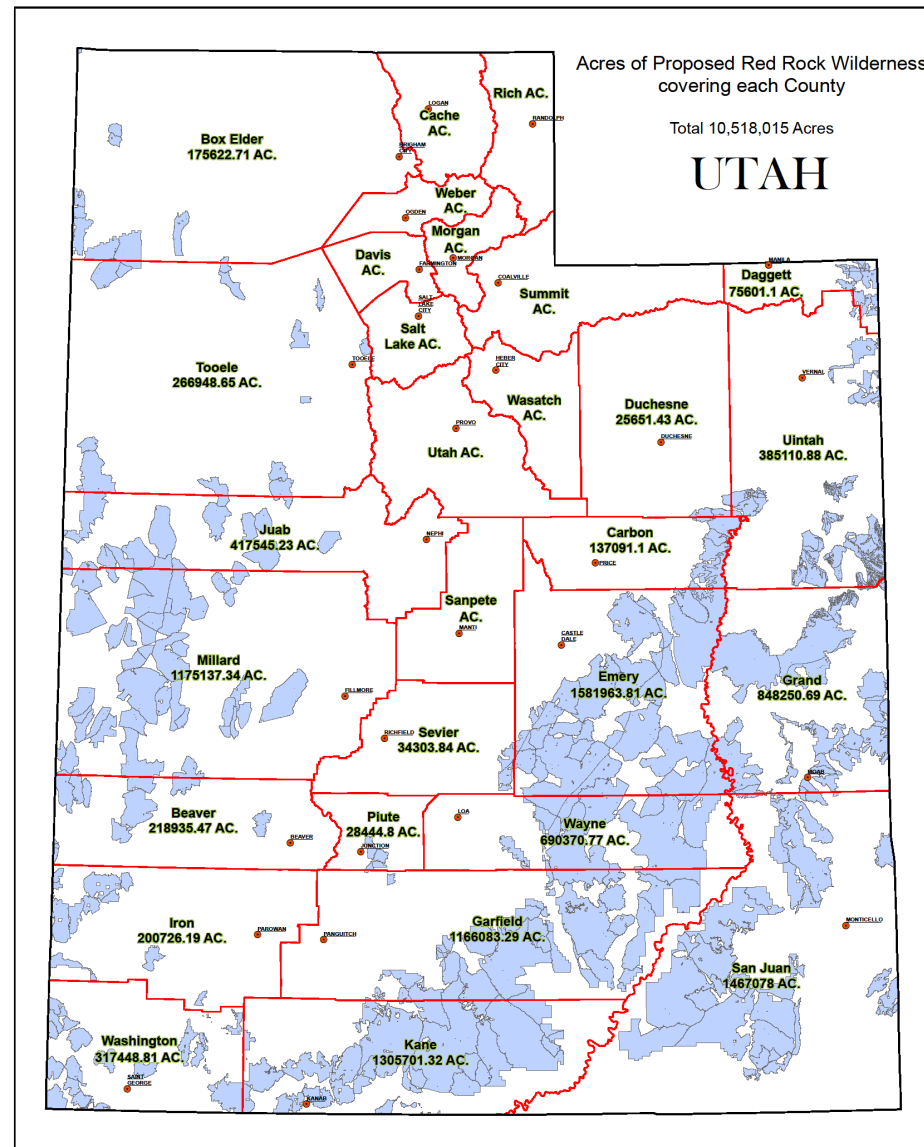 Acres of Proposed Red Rock Wilderness
covering each County
Total 10,518,015 Acres
UTAH
Box Elder
175622.71 AC.
LOGAN
Cache
AC.
Rich AC.
RANDOLPH
BRIGHAM
CITY
Weber
AC.
OGDEN
Morgan
AC.
MORGAN
Davis
AC.
FARMINGTON
COALVILLE
Summit
AC.
MANILA
Daggett
75601.1 AC.
SALT
LAKE
CITY
Salt
Lake AC.
Tooele
266948.65 AC.
TOOELE
HEBER
CITY
Wasatch
AC.
Duchesne
25651.43 AC.
DUCHESNE
VERNAL
Uintah
385110.88 AC.
PROVO
Utah AC.
Juab
417545.23 AC.
NEPHI
Carbon
137091.1 AC.
PRICE
Sanpete
AC.
MANTI
CASTLE
DALE
Millard
1175137.34 AC.
FILLMORE
Emery
1581963.81 AC.
Grand
848250.69 AC.
MOAB
Sevier
34303.84 AC.
RICHFIELD
Beaver
218935.47 AC.
BEAVER
Piute
28444.8 AC.
JUNCTION
LOA
Wayne
690370.77 AC.
Iron
200726.19 AC.
PAROWAN
PANGUITCH
Garfield
1166083.29 AC.
MONTICELLO
San Juan
1467078 AC.
Washington
317448.81 AC.
SAINT
GEORGE
Kane
1305701.32 AC.
KANAB